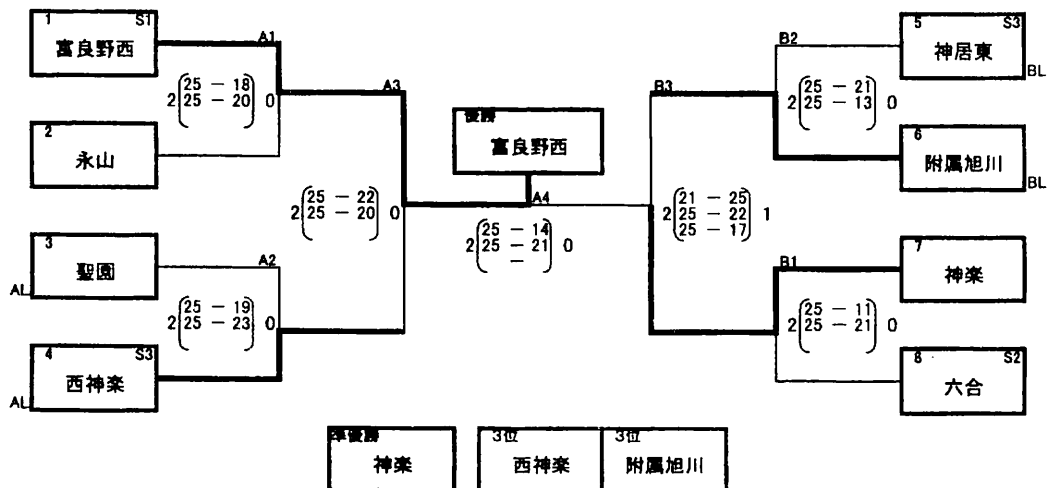 1 S1
富良野西
A1
2(25 - 18
25 - 20) 0
2
永山
A3
2(25 - 22
25 - 20) 0
3
聖園
AL
A2
2(25 - 19
25 - 23) 0
4 S3
西神楽
AL
優勝
富良野西
A4
2(25 - 14
25 - 21
-) 0
5 S3
神居東
BL
B2
2(25 - 21
25 - 13) 0
6
附属旭川
BL
B3
2(21 - 25
25 - 22
25 - 17) 1
7
神楽
B1
2(25 - 11
25 - 21) 0
8 S2
六合
準優勝
神楽
3位
西神楽
3位
附属旭川